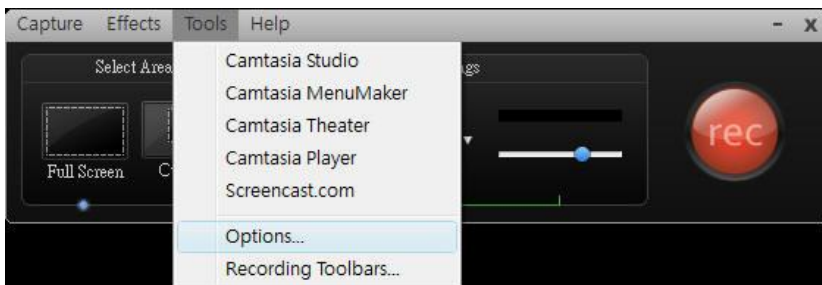 Capture Effects Tools Help - x
Select Area
Full Screen
Camtasia Studio
Camtasia MenuMaker
Camtasia Theater
Camtasia Player
Screencast.com
Options...
Recording Toolbars...
rec